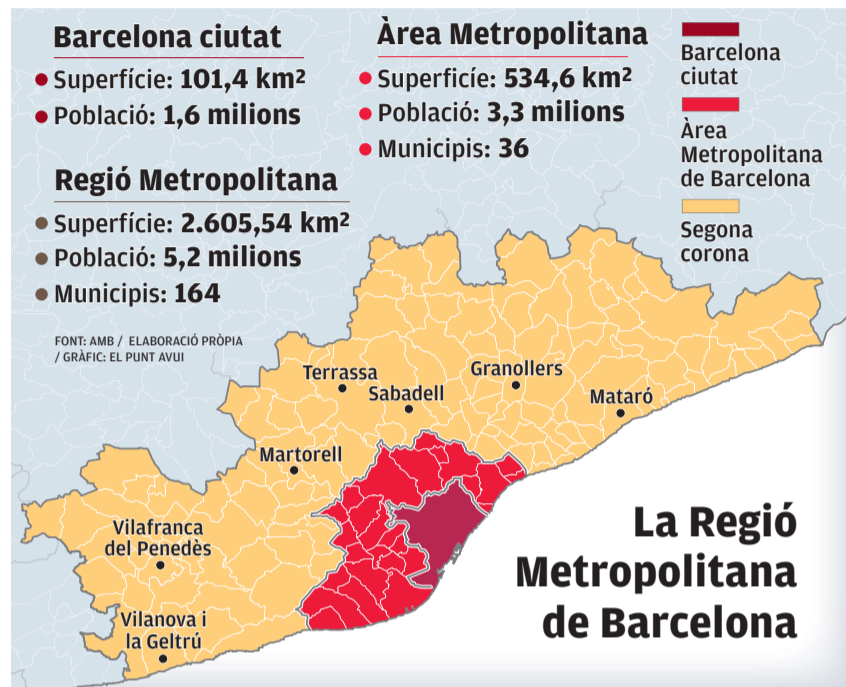 Barcelona ciutat
Superfície: 101,4 km²
Població: 1,6 milions
Àrea Metropolitana
Superficíe: 534,6 km²
Població: 3,3 milions
Municipis: 36
Barcelona
ciutat
Àrea
Metropolitana
de Barcelona
Segona
corona
Regió Metropolitana
Superfície: 2.605,54 km²
Població: 5,2 milions
Municipis: 164
FONT: AMB / ELABORACIÓ PRÒPIA
/ GRÀFIC: EL PUNT AVUI
Terrassa
Sabadell
Granollers
Mataró
Martorell
Vilafranca
del Penedès
Vilanova i
la Geltrú
La Regió
Metropolitana
de Barcelona